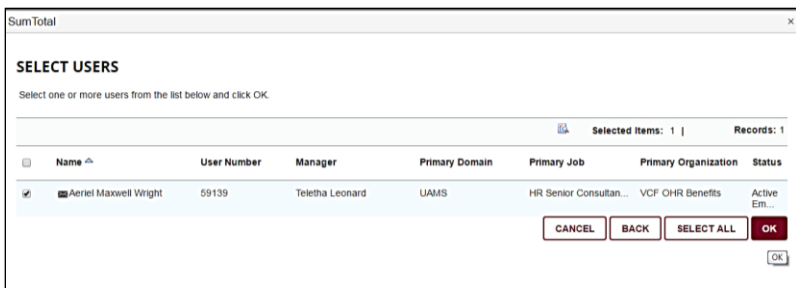 SumTotal ×
SELECT USERS
Select one or more users from the list below and click OK.
Selected Items: 1 | Records: 1
Name User Number Manager Primary Domain Primary Job Primary Organization Status
Aeriel Maxwell Wright 59139 Teletha Leonard UAMS HR Senior Consultan... VCF OHR Benefits Active
Em...
CANCEL BACK SELECT ALL OK
OK